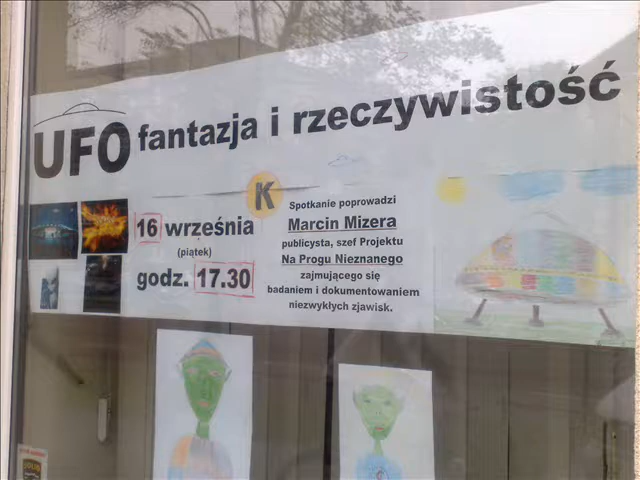 UFO fantazja i rzeczywistość
K
16 września
(piątek)
godz. 17.30
Spotkanie poprowadzi
Marcin Mizera
publicysta, szef Projektu
Na Progu Nieznanego
zajmującego się
badaniem i dokumentowaniem
niezwykłych zjawisk.